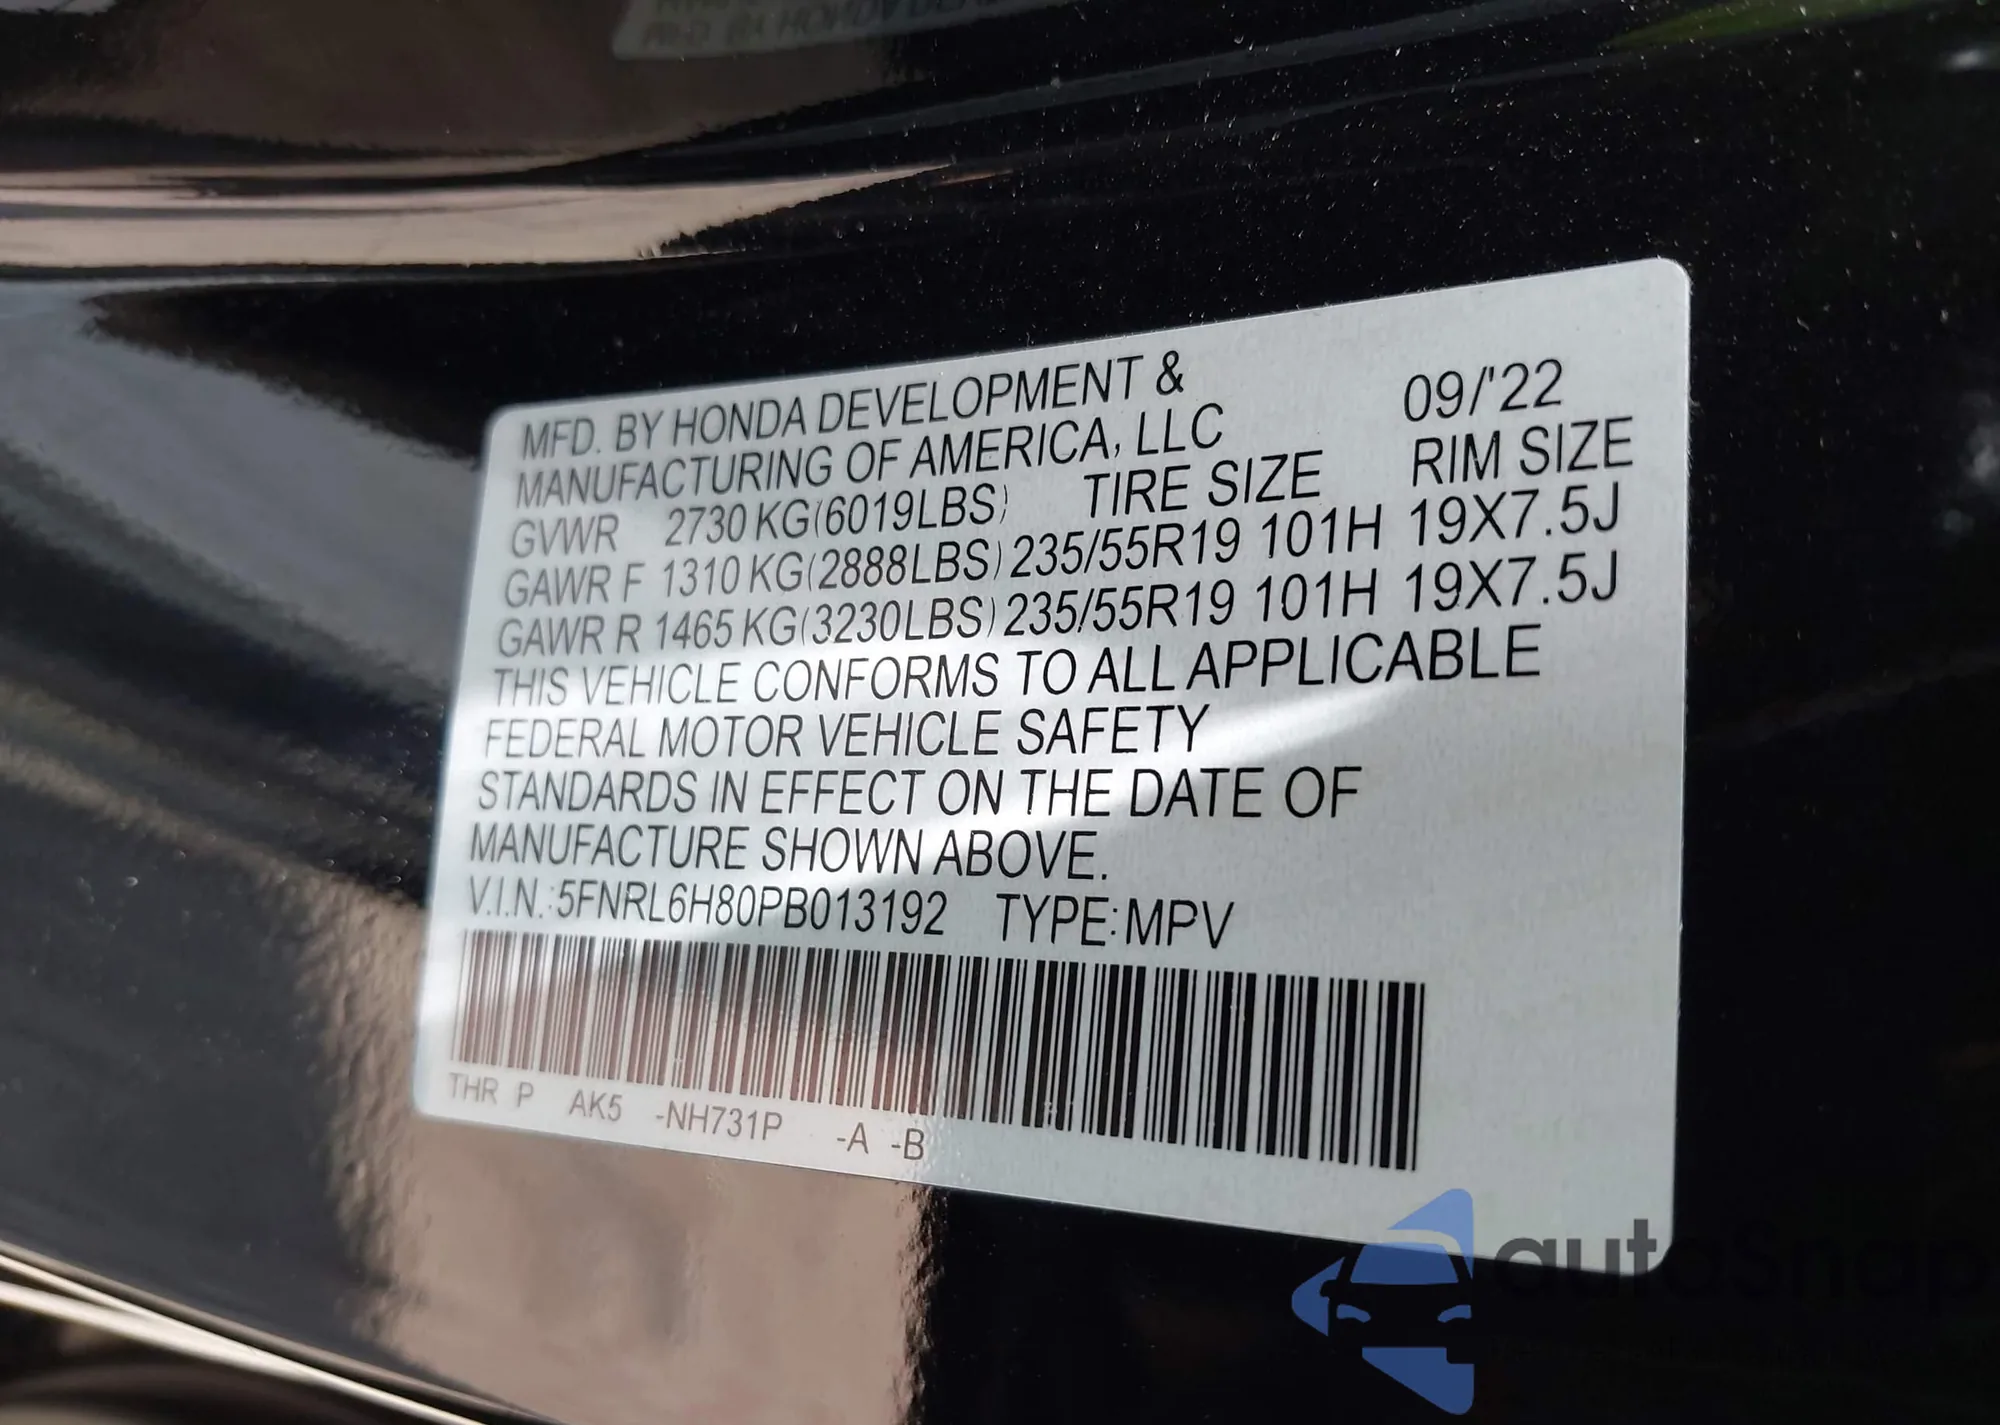 MFD. BY HONDA DEVELOPMENT &
MANUFACTURING OF AMERICA, LLC 09/'22
GVWR 2730 KG(6019LBS) TIRE SIZE RIM SIZE
GAWR F 1310 KG(2888LBS) 235/55R19 101H 19X7.5J
GAWR R 1465 KG(3230LBS) 235/55R19 101H 19X7.5J
THIS VEHICLE CONFORMS TO ALL APPLICABLE
FEDERAL MOTOR VEHICLE SAFETY
STANDARDS IN EFFECT ON THE DATE OF
MANUFACTURE SHOWN ABOVE.
V.I.N.:5FNRL6H80PB013192 TYPE:MPV
THR P AK5 -NH731P -A -B